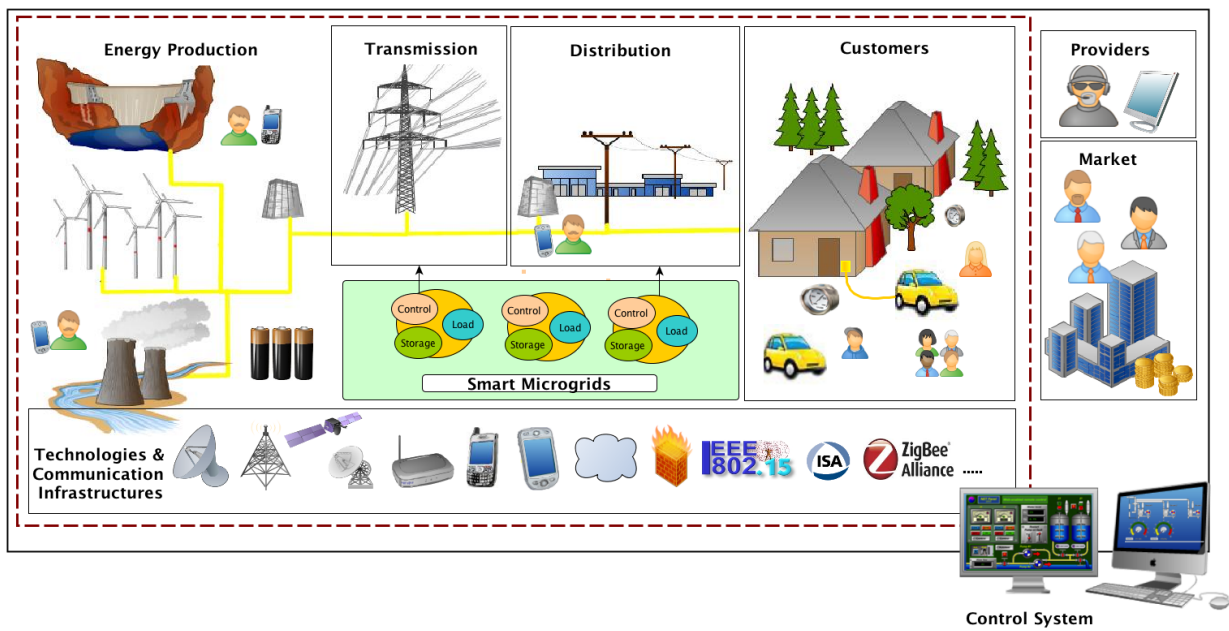 Energy Production
Transmission
Distribution
Customers
Providers
Market
Control
Load
Storage
Control
Load
Storage
Control
Load
Storage
Smart Microgrids
Technologies &
Communication
Infrastructures
IEEE
802.15
ISA
ZigBee®
Alliance
.....
Control System